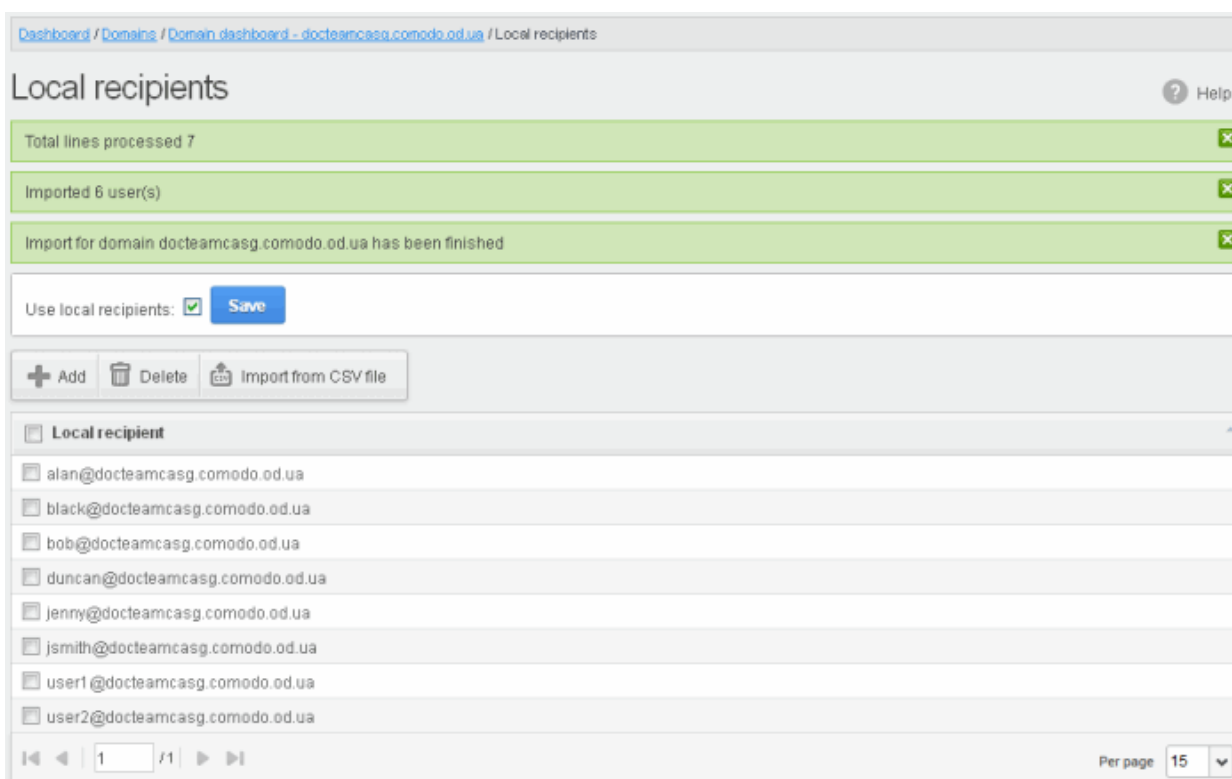 Dashboard / Domains / Domain dashboard - docteamcasg.comodo.od.ua / Local recipients
Local recipients
? Help
Total lines processed 7
Imported 6 user(s)
Import for domain docteamcasg.comodo.od.ua has been finished
Use local recipients: Save
Add Delete CSV Import from CSV file
Local recipient
alan@docteamcasg.comodo.od.ua
black@docteamcasg.comodo.od.ua
bob@docteamcasg.comodo.od.ua
duncan@docteamcasg.comodo.od.ua
jenny@docteamcasg.comodo.od.ua
jsmith@docteamcasg.comodo.od.ua
user1@docteamcasg.comodo.od.ua
user2@docteamcasg.comodo.od.ua
1 /1 Per page 15